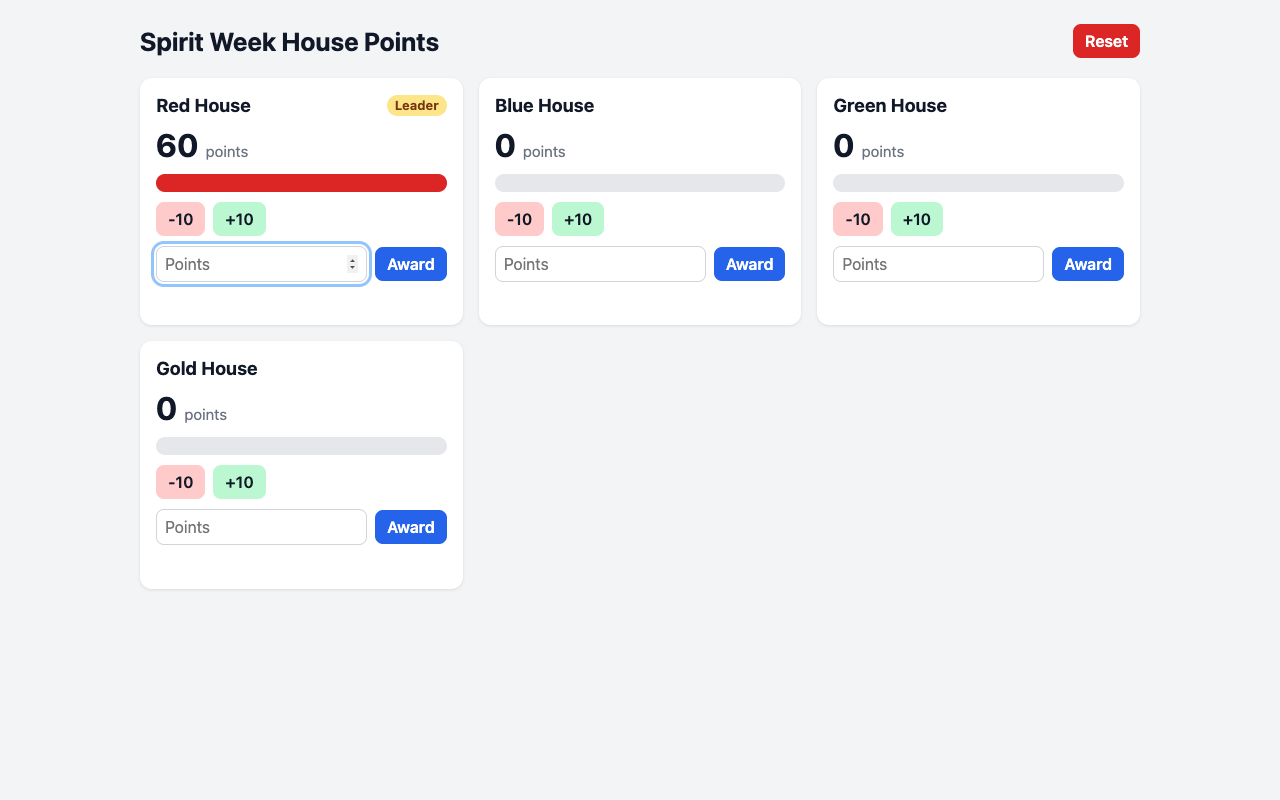 Spirit Week House Points
Reset
Red House
Leader
60 points
-10
+10
Points
Award
Blue House
0 points
-10
+10
Points
Award
Green House
0 points
-10
+10
Points
Award
Gold House
0 points
-10
+10
Points
Award